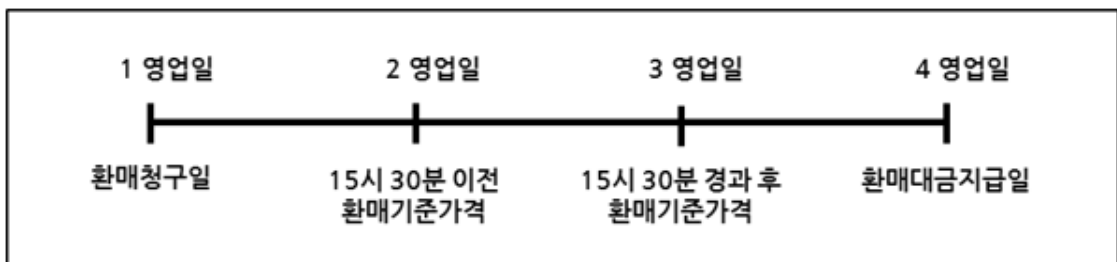 1 영업일
2 영업일
3 영업일
4 영업일
환매청구일
15시 30분 이전
환매기준가격
15시 30분 경과 후
환매기준가격
환매대금지급일